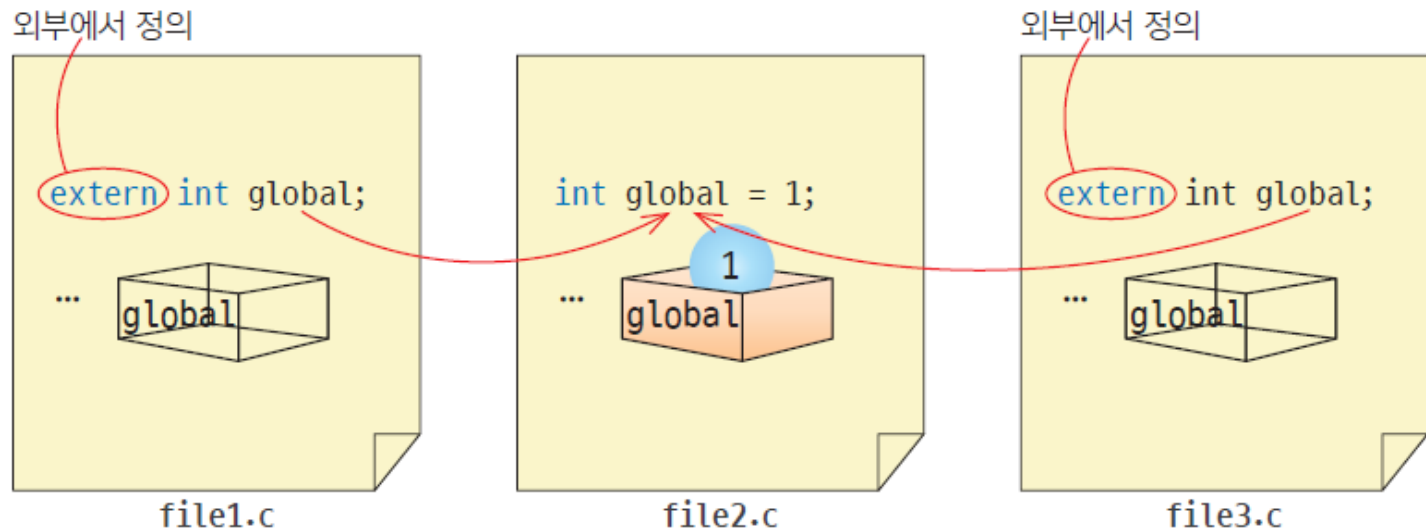 외부에서 정의
외부에서 정의
extern int global;
int global = 1;
extern int global;
1
... global
... global
... global
file1.c
file2.c
file3.c